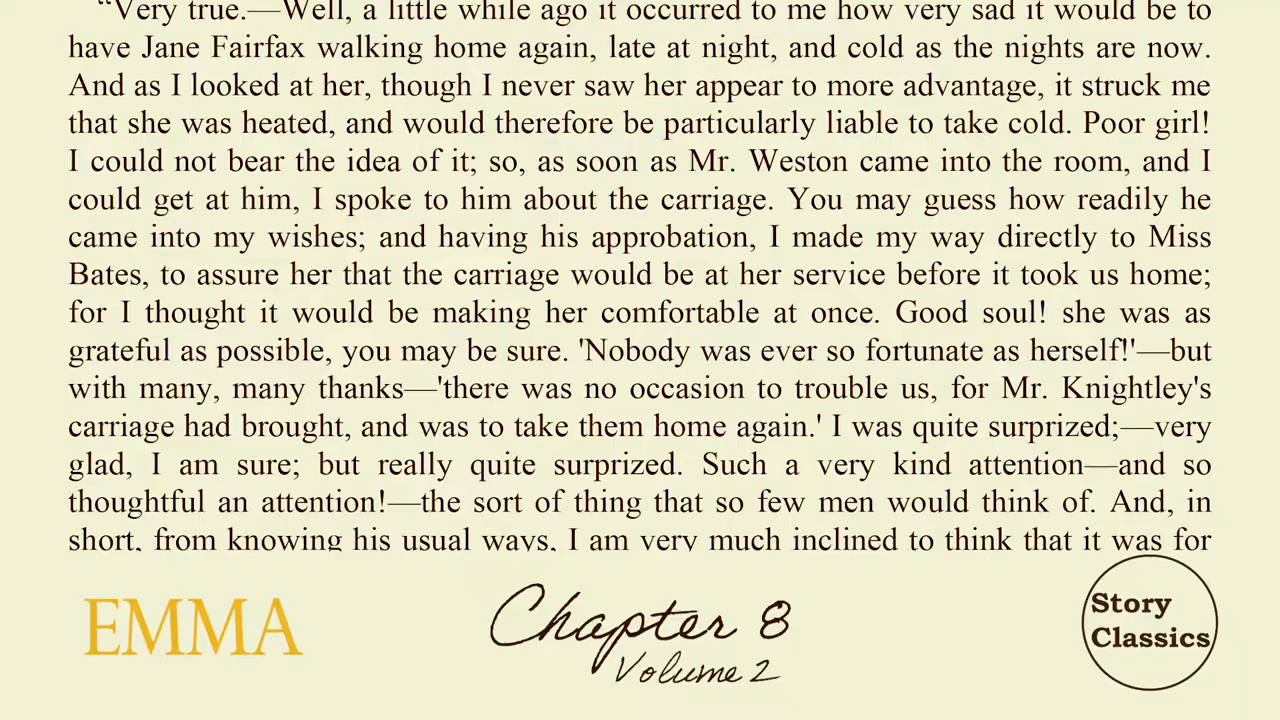 “Very true.—Well, a little while ago it occurred to me how very sad it would be to
have Jane Fairfax walking home again, late at night, and cold as the nights are now.
And as I looked at her, though I never saw her appear to more advantage, it struck me
that she was heated, and would therefore be particularly liable to take cold. Poor girl!
I could not bear the idea of it; so, as soon as Mr. Weston came into the room, and I
could get at him, I spoke to him about the carriage. You may guess how readily he
came into my wishes; and having his approbation, I made my way directly to Miss
Bates, to assure her that the carriage would be at her service before it took us home;
for I thought it would be making her comfortable at once. Good soul! she was as
grateful as possible, you may be sure. 'Nobody was ever so fortunate as herself!'—but
with many, many thanks—'there was no occasion to trouble us, for Mr. Knightley's
carriage had brought, and was to take them home again.' I was quite surprized;—very
glad, I am sure; but really quite surprized. Such a very kind attention—and so
thoughtful an attention!—the sort of thing that so few men would think of. And, in
short, from knowing his usual ways, I am very much inclined to think that it was for
EMMA
Chapter 8
Volume 2
Story
Classics